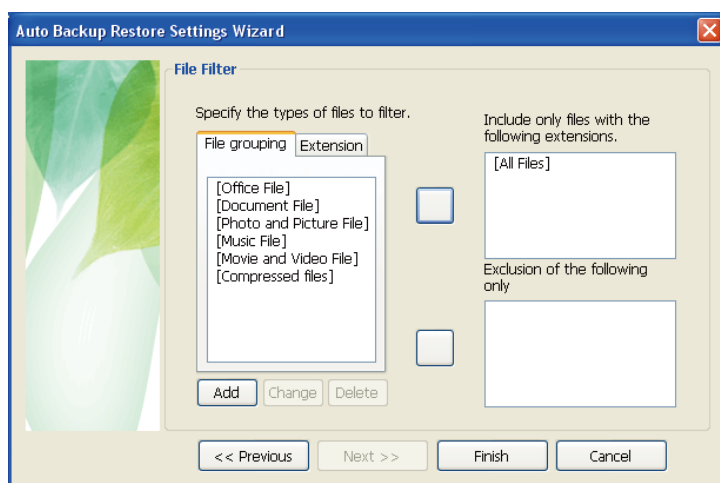 Auto Backup Restore Settings Wizard
File Filter
Specify the types of files to filter.
File grouping
Extension
[Office File]
[Document File]
[Photo and Picture File]
[Music File]
[Movie and Video File]
[Compressed files]
Add
Change
Delete
Include only files with the
following extensions.
[All Files]
Exclusion of the following
only
<< Previous
Next >>
Finish
Cancel